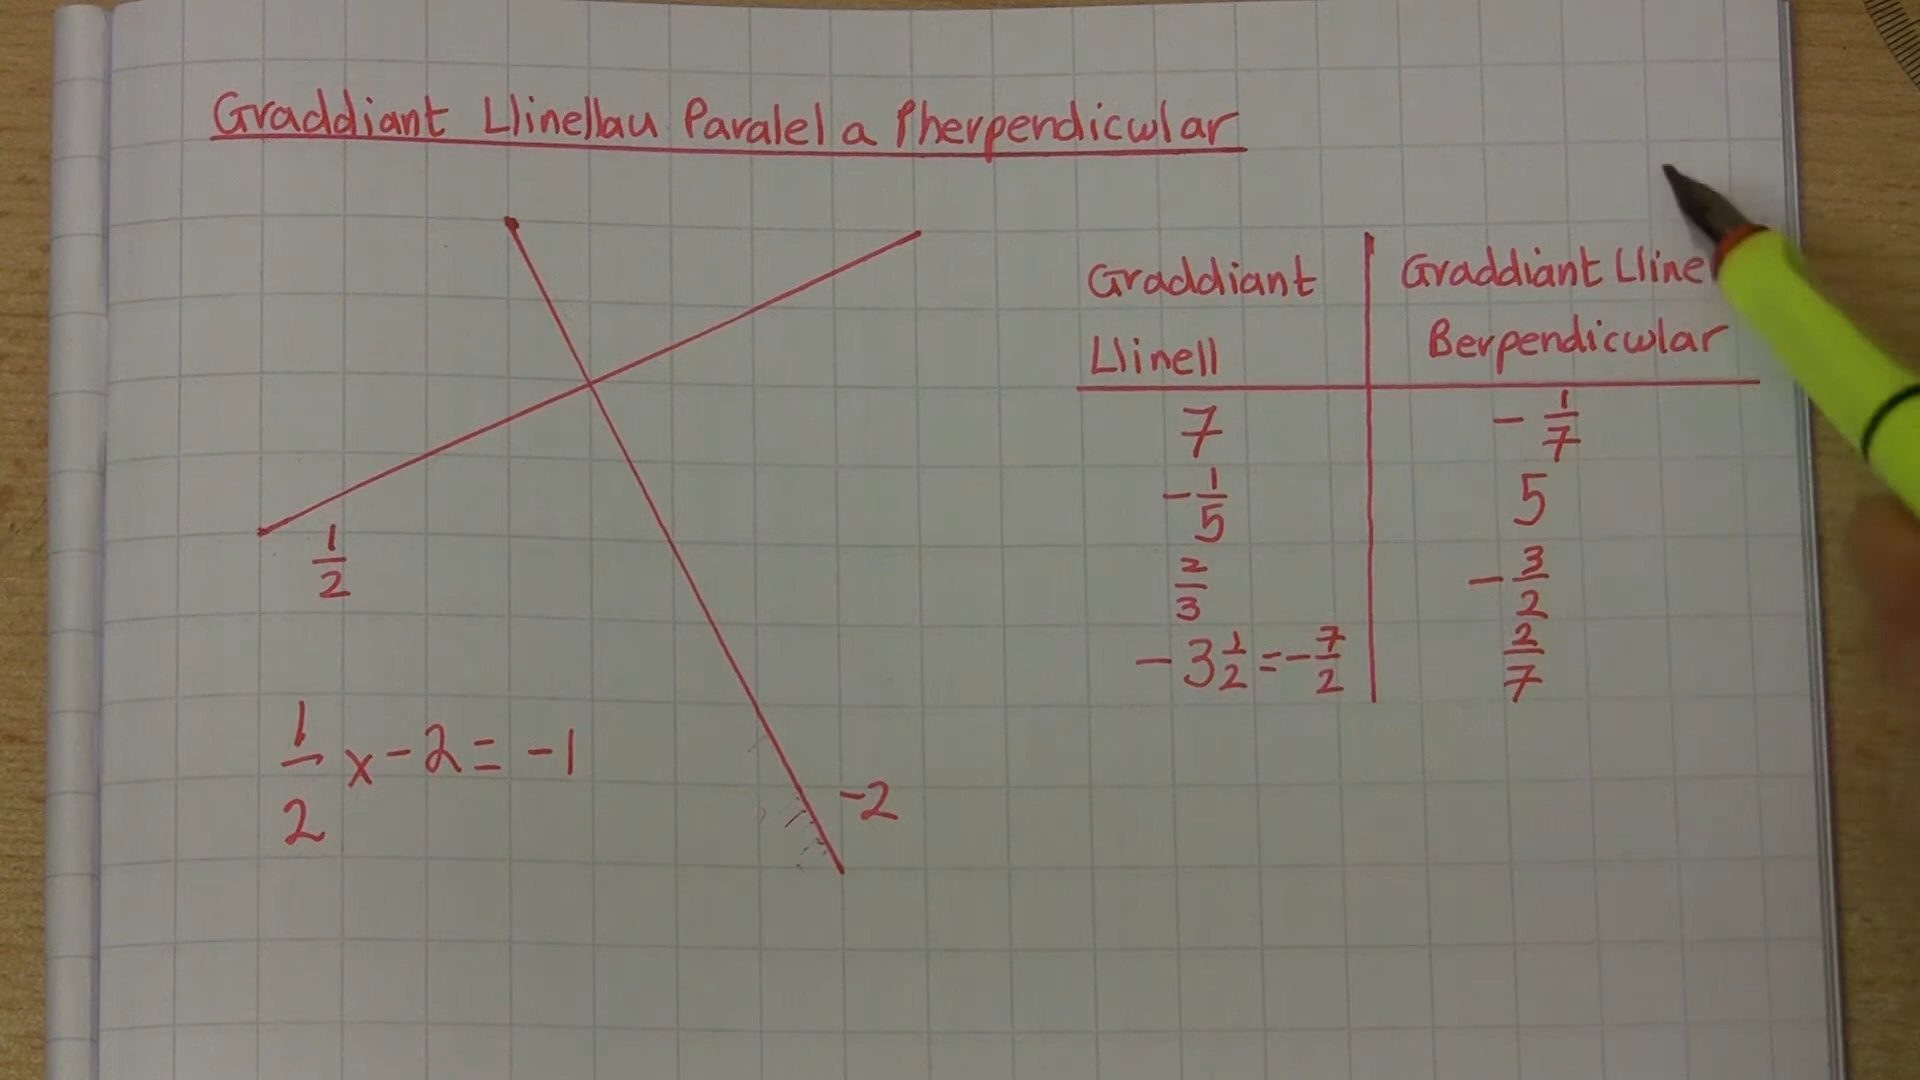 Graddiant Llinellau Paralel a Pherpendicwlar
Graddiant
Llinell
Graddiant
Berpendicwlar
7
- 1/7
- 1/5
5
2/3
- 3/2
- 3 1/2 = - 7/2
2/7
1/2
-2
1/2 x -2 = -1